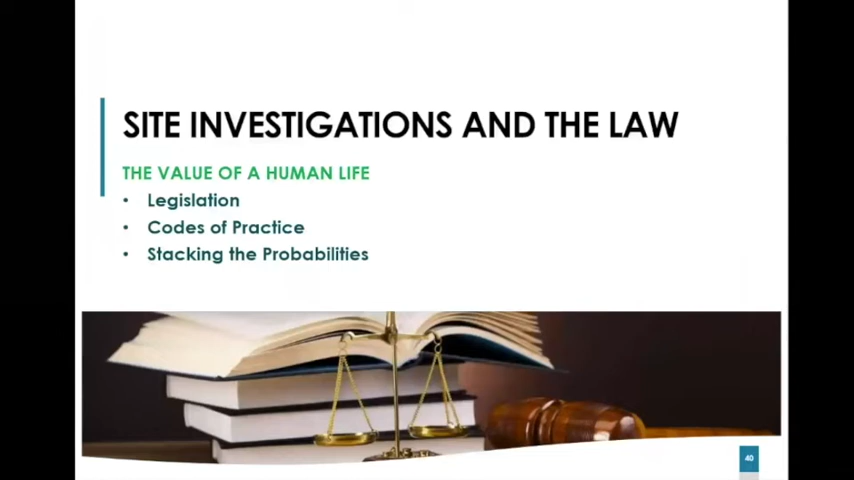 SITE INVESTIGATIONS AND THE LAW
THE VALUE OF A HUMAN LIFE
• Legislation
• Codes of Practice
• Stacking the Probabilities
40